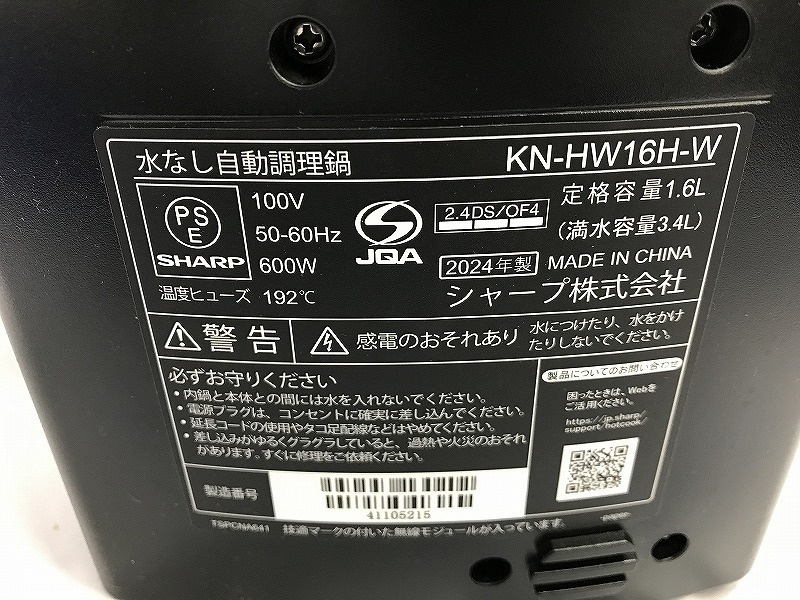 水なし自動調理鍋 KN-HW16H-W
PS
E
SHARP
100V
50-60Hz
600W
JQA
2.4DS/OF4
定格容量1.6L
(満水容量3.4L)
2024年製 MADE IN CHINA
温度ヒューズ 192℃
シャープ株式会社
警告
感電のおそれあり
水につけたり、水をかけ
たりしないでください。
必ずお守りください
・内鍋と本体との間には水を入れないでください。
・電源プラグは、コンセントに確実に差し込んでください。
・延長コードの使用やタコ足配線などはやめてください。
・差し込みがゆるくグラグラしていると、過熱や火災のおそれ
があります。すぐに修理をご依頼ください。
製品についてのお問い合わせ
困ったときは、Webを
ご活用ください。
https://jp.sharp/
support/hotcook/
製造番号
41105215
TSPCNA641 技適マークの付いた無線モジュールが入っています。